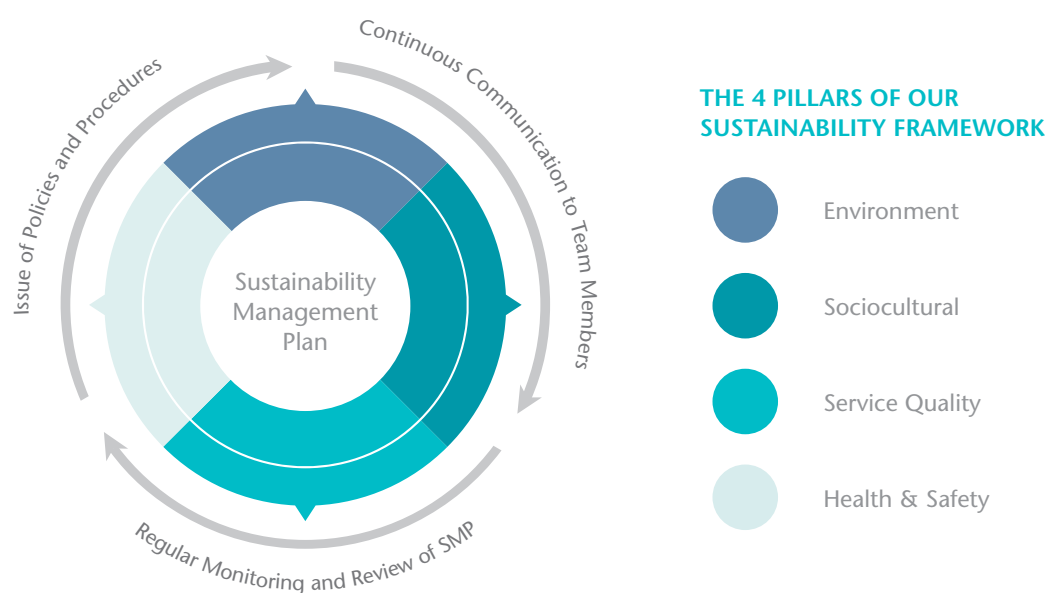 Issue of Policies and Procedures
Continuous Communication to Team Members
Sustainability
Management
Plan
Regular Monitoring and Review of SMP
THE 4 PILLARS OF OUR
SUSTAINABILITY FRAMEWORK
Environment
Sociocultural
Service Quality
Health & Safety